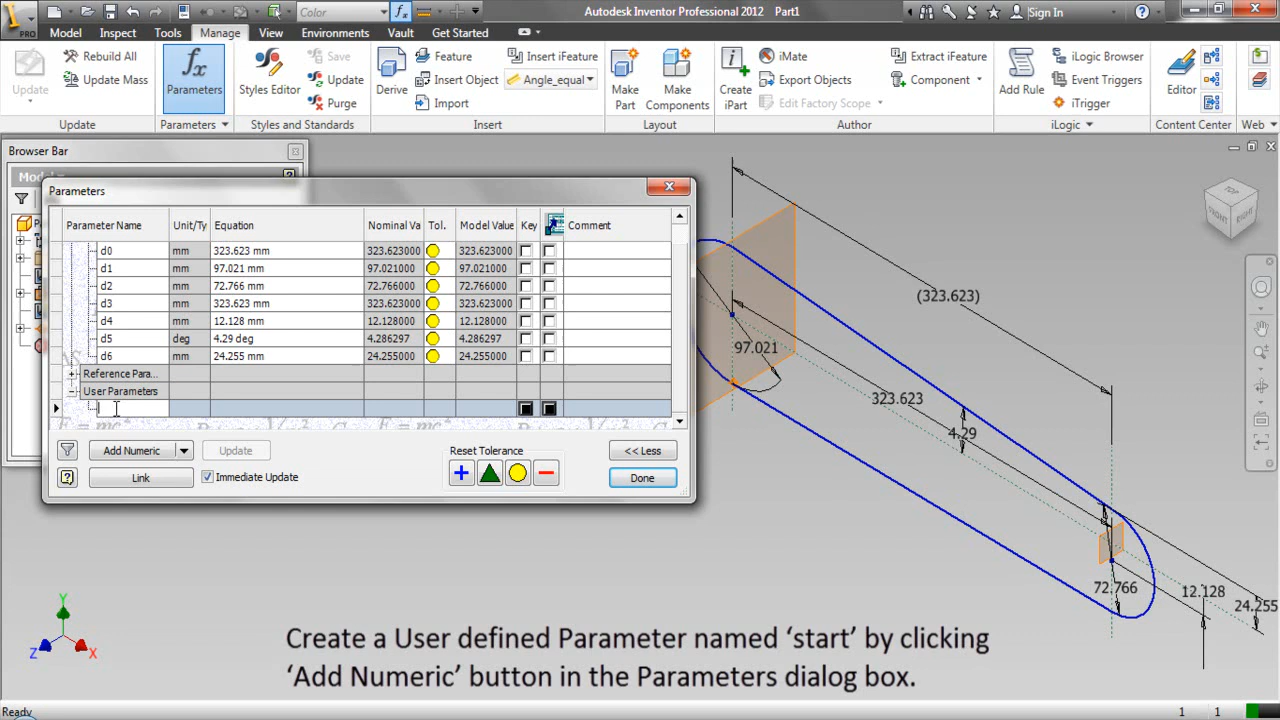 PRO
Color
fx
Autodesk Inventor Professional 2012 Part1
Sign In
Model Inspect Tools Manage View Environments Vault Get Started
Update
Rebuild All
Update Mass
Update
fx
Parameters
Parameters
Styles Editor
Save
Update
Purge
Styles and Standards
Derive
Feature
Insert Object
Import
Insert iFeature
Angle_equal
Insert
Make Part
Make Components
Layout
Create iPart
iMate
Export Objects
Edit Factory Scope
Extract iFeature
Component
Author
Add Rule
iLogic Browser
Event Triggers
iTrigger
iLogic
Editor
Content Center
Web
Browser Bar
Parameters
Parameter Name Unit/Ty Equation Nominal Va Tol. Model Value Key Comment
d0 mm 323.623 mm 323.623000 323.623000
d1 mm 97.021 mm 97.021000 97.021000
d2 mm 72.766 mm 72.766000 72.766000
d3 mm 323.623 mm 323.623000 323.623000
d4 mm 12.128 mm 12.128000 12.128000
d5 deg 4.29 deg 4.286297 4.286297
d6 mm 24.255 mm 24.255000 24.255000
Reference Para...
User Parameters
Add Numeric Update Reset Tolerance << Less
Link Immediate Update Done
FRONT RIGHT
(323.623)
97.021
323.623
4.29
72.766
12.128
24.255
Y
Z X
Create a User defined Parameter named ‘start’ by clicking
‘Add Numeric’ button in the Parameters dialog box.
Ready 1 1